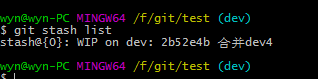 wyn@wyn-PC MINGW64 /f/git/test (dev)
$ git stash list
stash@{0}: WIP on dev: 2b52e4b 合并dev4
wyn@wyn-PC MINGW64 /f/git/test (dev)
$